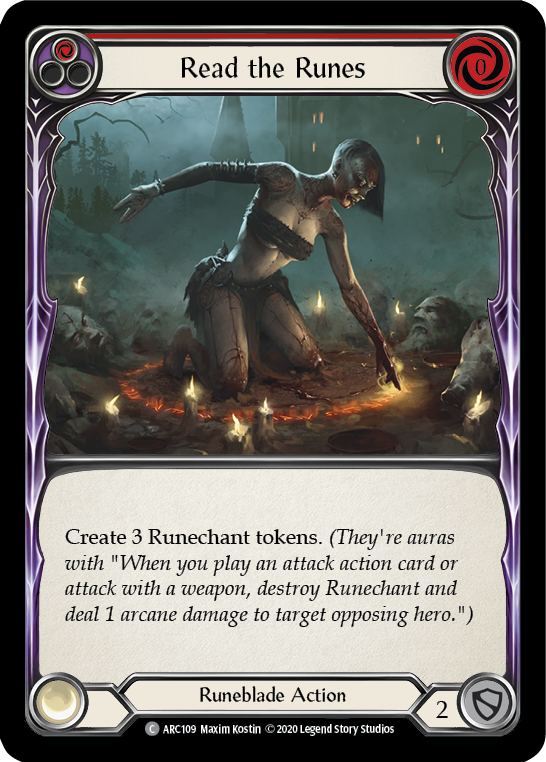 Read the Runes
0
Create 3 Runechant tokens. (They're auras
with "When you play an attack action card or
attack with a weapon, destroy Runechant and
deal 1 arcane damage to target opposing hero.")
Runeblade Action
2
C ARC109 Maxim Kostin © 2020 Legend Story Studios